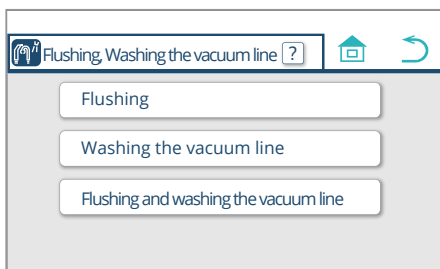 Flushing, Washing the vacuum line ?
Flushing
Washing the vacuum line
Flushing and washing the vacuum line